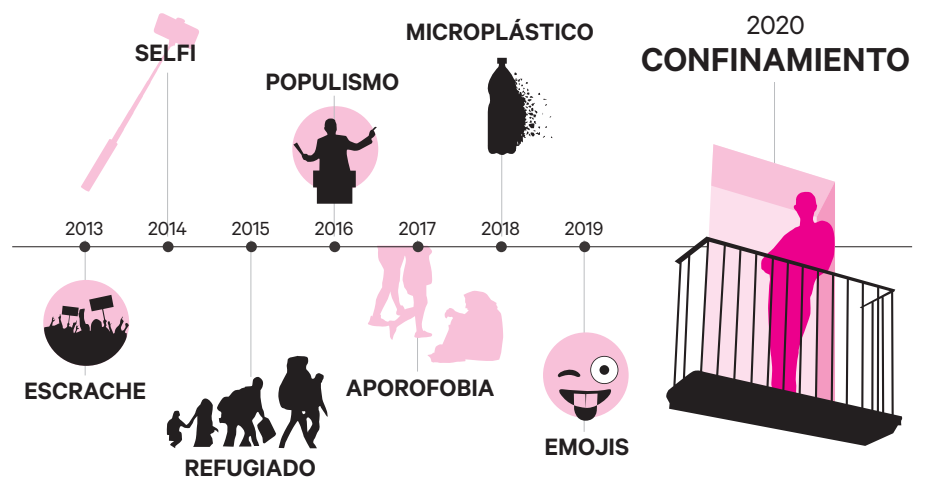 SELFI
MICROPLÁSTICO
2020
CONFINAMIENTO
POPULISMO
2013
2014
2015
2016
2017
2018
2019
ESCRACHE
APOROFOBIA
REFUGIADO
EMOJIS